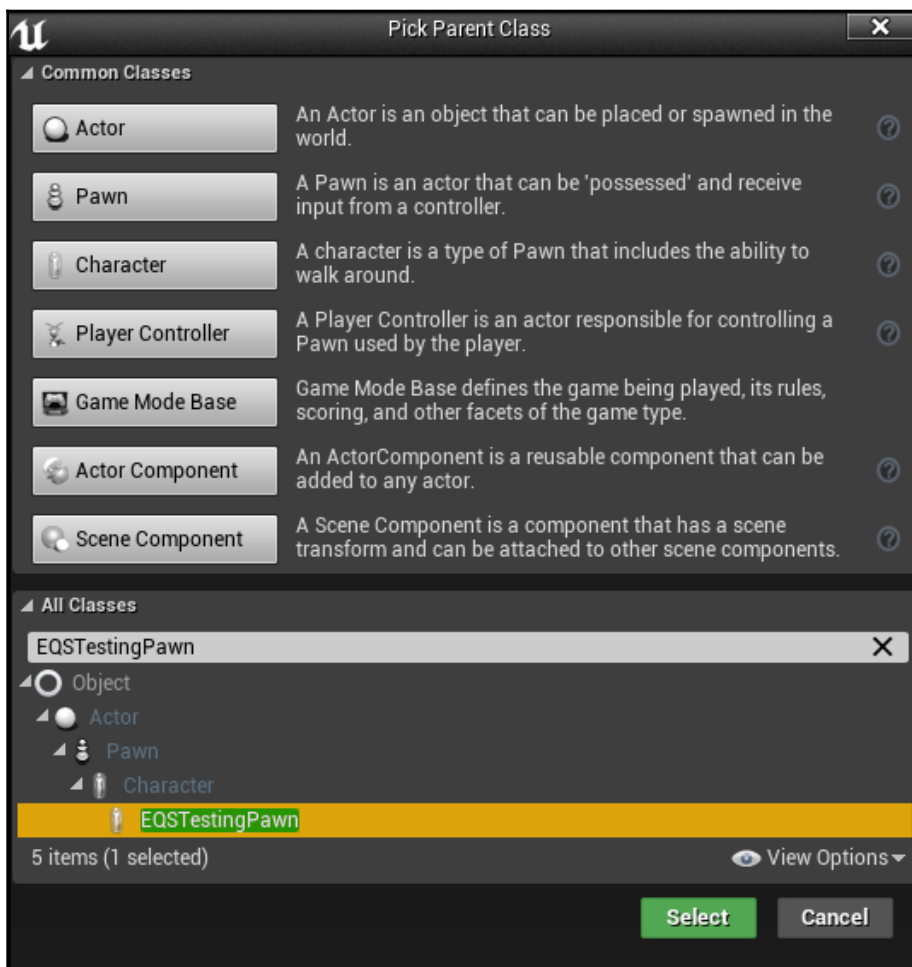 Pick Parent Class
Common Classes
Actor
An Actor is an object that can be placed or spawned in the
world.
Pawn
A Pawn is an actor that can be 'possessed' and receive
input from a controller.
Character
A character is a type of Pawn that includes the ability to
walk around.
Player Controller
A Player Controller is an actor responsible for controlling a
Pawn used by the player.
Game Mode Base
Game Mode Base defines the game being played, its rules,
scoring, and other facets of the game type.
Actor Component
An ActorComponent is a reusable component that can be
added to any actor.
Scene Component
A Scene Component is a component that has a scene
transform and can be attached to other scene components.
All Classes
EQSTestingPawn
Object
Actor
Pawn
Character
EQSTestingPawn
5 items (1 selected)
View Options
Select
Cancel